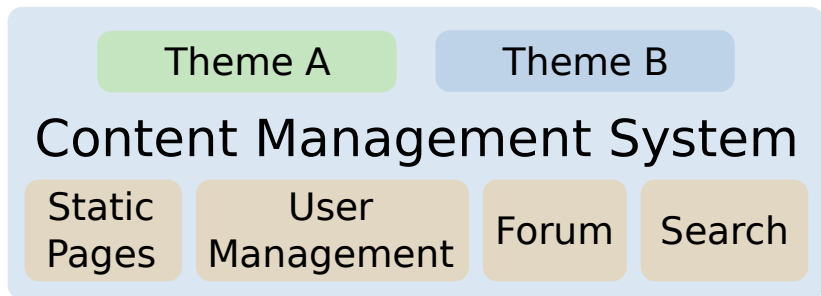 Theme A
Theme B
Content Management System
Static
Pages
User
Management
Forum
Search